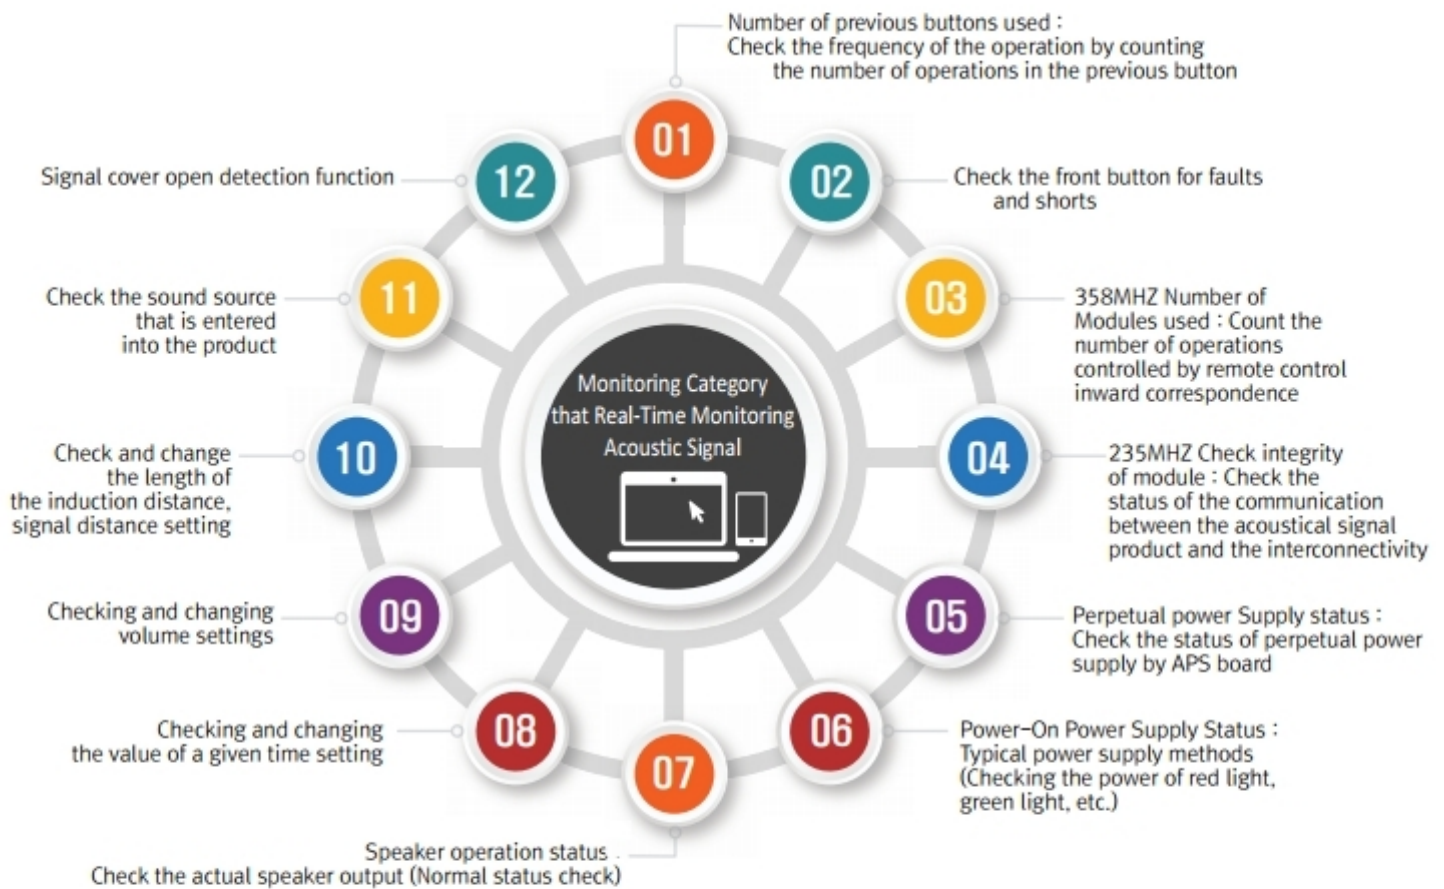 Number of previous buttons used :
Check the frequency of the operation by counting
the number of operations in the previous button
01
02
Check the front button for faults
and shorts
03
358MHZ Number of
Modules used : Count the
number of operations
controlled by remote control
inward correspondence
04
235MHZ Check integrity
of module : Check the
status of the communication
between the acoustical signal
product and the interconnectivity
05
Perpetual power Supply status :
Check the status of perpetual power
supply by APS board
06
Power-On Power Supply Status :
Typical power supply methods
(Checking the power of red light,
green light, etc.)
07
Speaker operation status :
Check the actual speaker output (Normal status check)
08
Checking and changing
the value of a given time setting
09
Checking and changing
volume settings
10
Check and change
the length of
the induction distance,
signal distance setting
11
Check the sound source
that is entered
into the product
12
Signal cover open detection function
Monitoring Category
that Real-Time Monitoring
Acoustic Signal